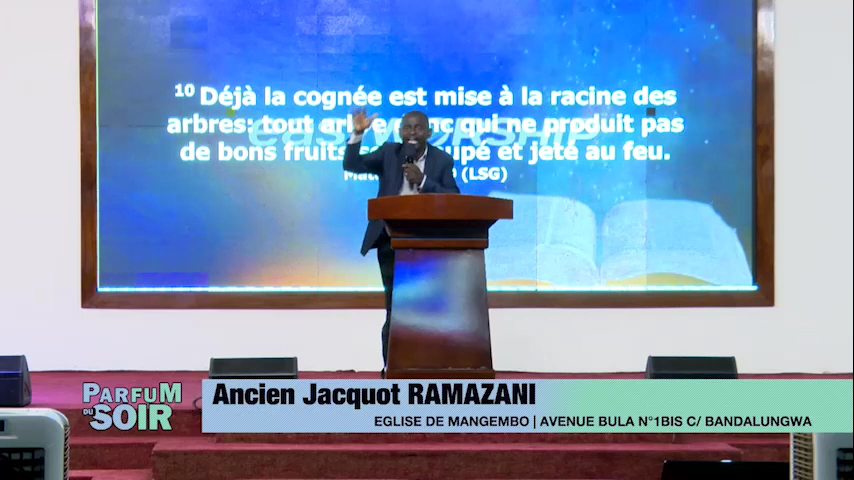 10 Déjà la cognée est mise à la racine des
arbres: tout qui ne produit pas
de bons fruits et jeté au feu.
(LSG)
PARFUM
DU SOIR
Ancien Jacquot RAMAZANI
EGLISE DE MANGEMBO | AVENUE BULA N°1BIS C/ BANDALUNGWA